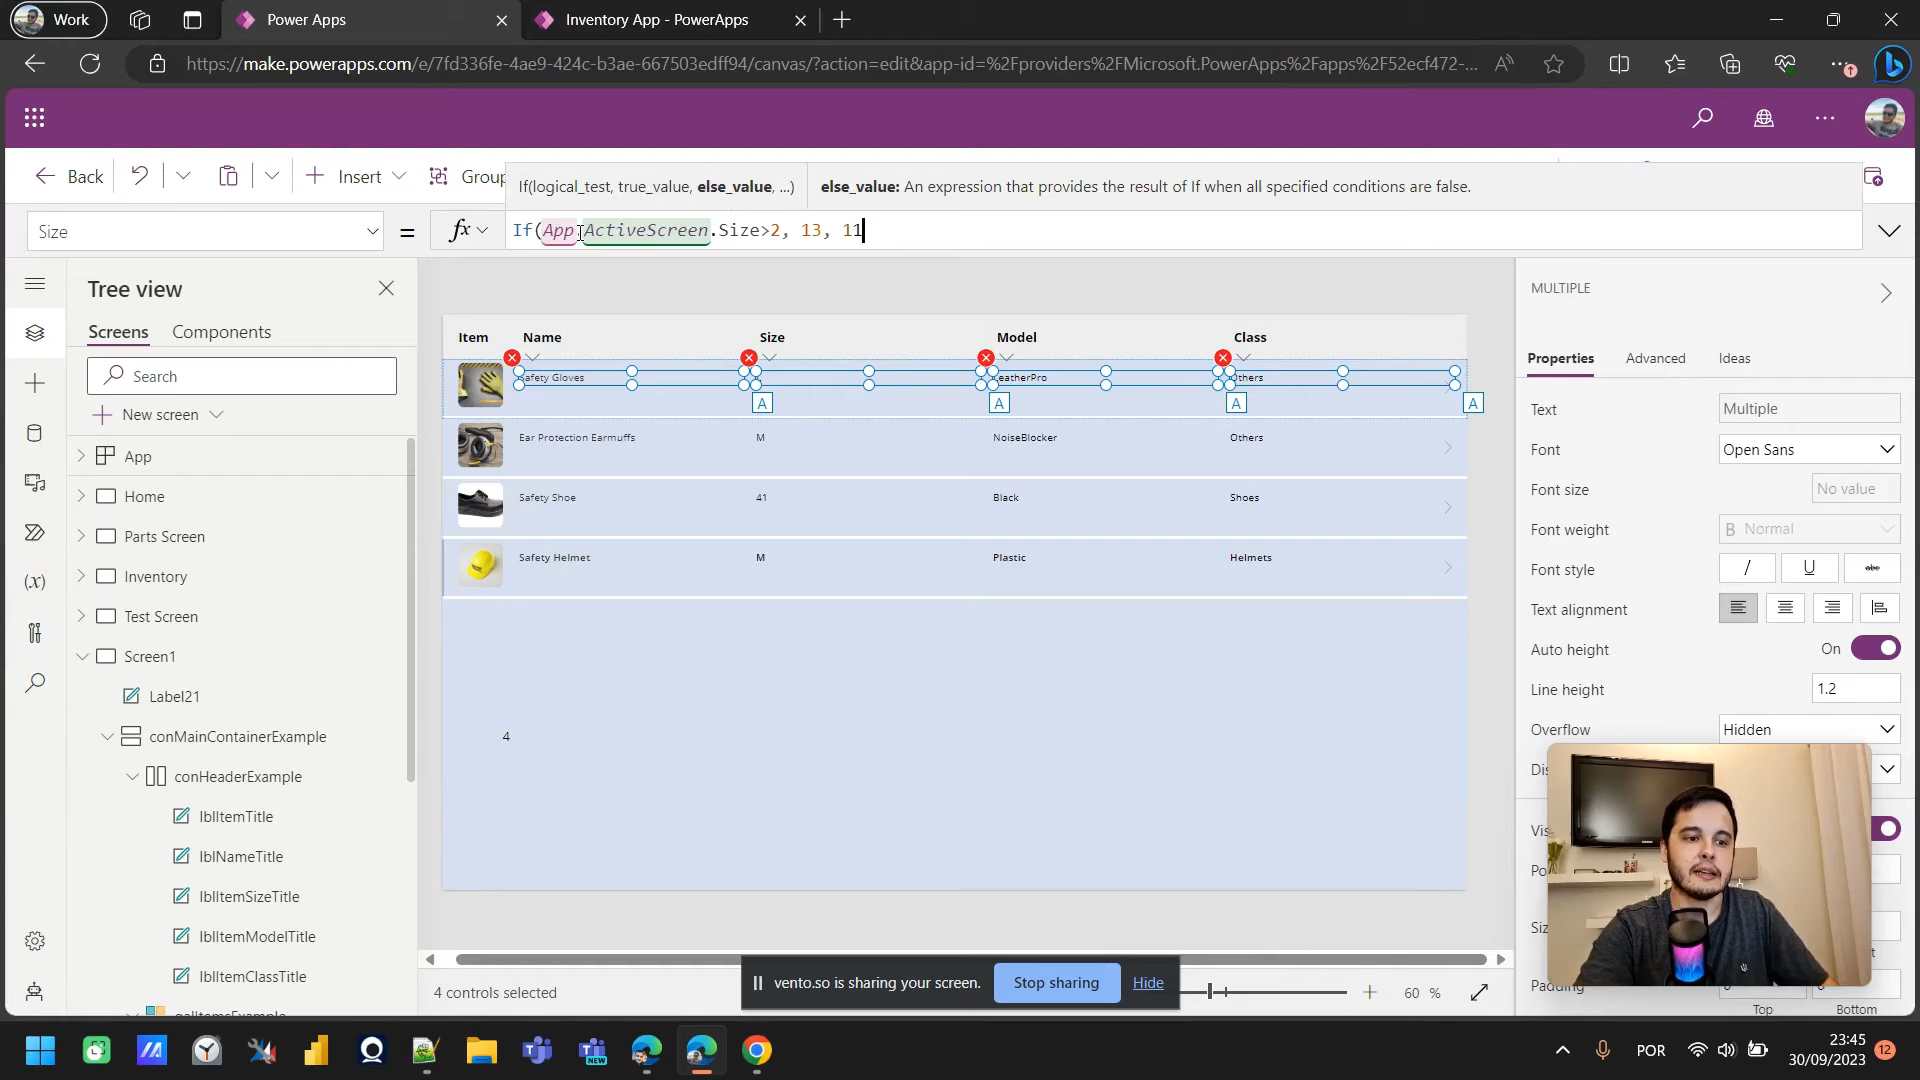 Work
Power Apps
Inventory App - PowerApps
https://make.powerapps.com/e/7fd336fe-4ae9-424c-b3ae-667503edff94/canvas/?action=edit&app-id=%2Fproviders%2FMicrosoft.PowerApps%2Fapps%2F52ecf472-...
Back
Insert
Group
If(logical_test, true_value, else_value, ...)
else_value: An expression that provides the result of If when all specified conditions are false.
Size
=
fx
If(App.ActiveScreen.Size>2, 13, 11
Tree view
Screens
Components
Search
New screen
App
Home
Parts Screen
Inventory
Test Screen
Screen1
Label21
conMainContainerExample
conHeaderExample
lblItemTitle
lblNameTitle
lblItemSizeTitle
lblItemModelTitle
lblItemClassTitle
galItemsExample
Item Name Size Model Class
Safety Gloves LeatherPro Others
A A A A
Ear Protection Earmuffs M NoiseBlocker Others
Safety Shoe 41 Black Shoes
Safety Helmet M Plastic Helmets
4
4 controls selected
60 %
vento.so is sharing your screen.
Stop sharing
Hide
MULTIPLE
Properties
Advanced
Ideas
Text
Multiple
Font
Open Sans
Font size
No value
Font weight
B Normal
Font style
/ U abc
Text alignment
Auto height
On
Line height
1.2
Overflow
Hidden
Padding
Top
Bottom
NEW
POR
23:45
30/09/2023
12